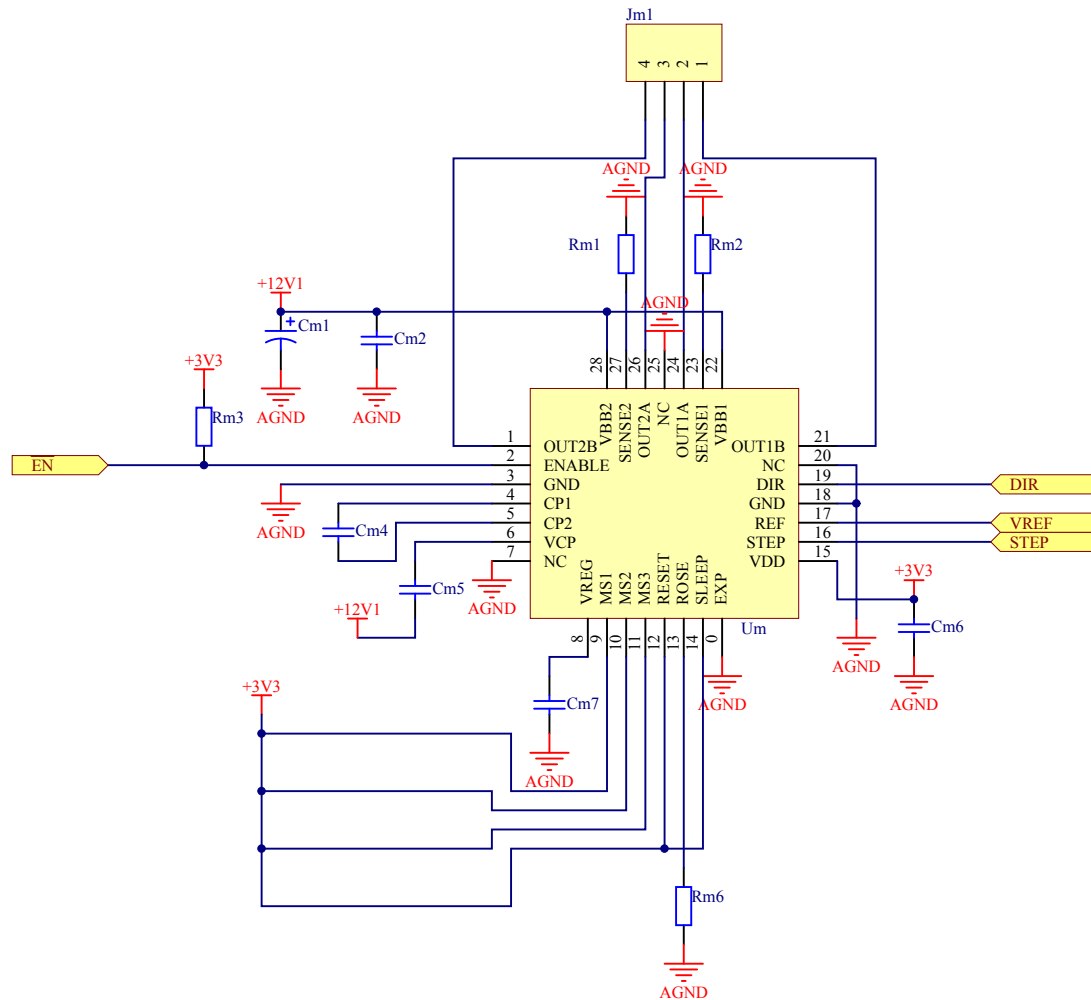 Jm1
4 3 2 1
AGND AGND
Rm1 Rm2
AGND
+12V1
Cm1 Cm2
AGND AGND
+3V3
Rm3
EN
28 27 26 25 24 23 22
VBB2 SENSE2 OUT2A NC OUT1A SENSE1 VBB1
1 OUT2B OUT1B 21
2 ENABLE NC 20
3 GND DIR 19
4 CP1 GND 18
5 CP2 REF 17
6 VCP STEP 16
7 NC VDD 15
VREG MS1 MS2 MS3 RESET ROSE SLEEP EXP
8 9 10 11 12 13 14 0
Um
DIR
VREF
STEP
AGND
Cm4
Cm5
AGND
+12V1
+3V3
Cm6
AGND
AGND
AGND
Cm7
AGND
+3V3
Rm6
AGND